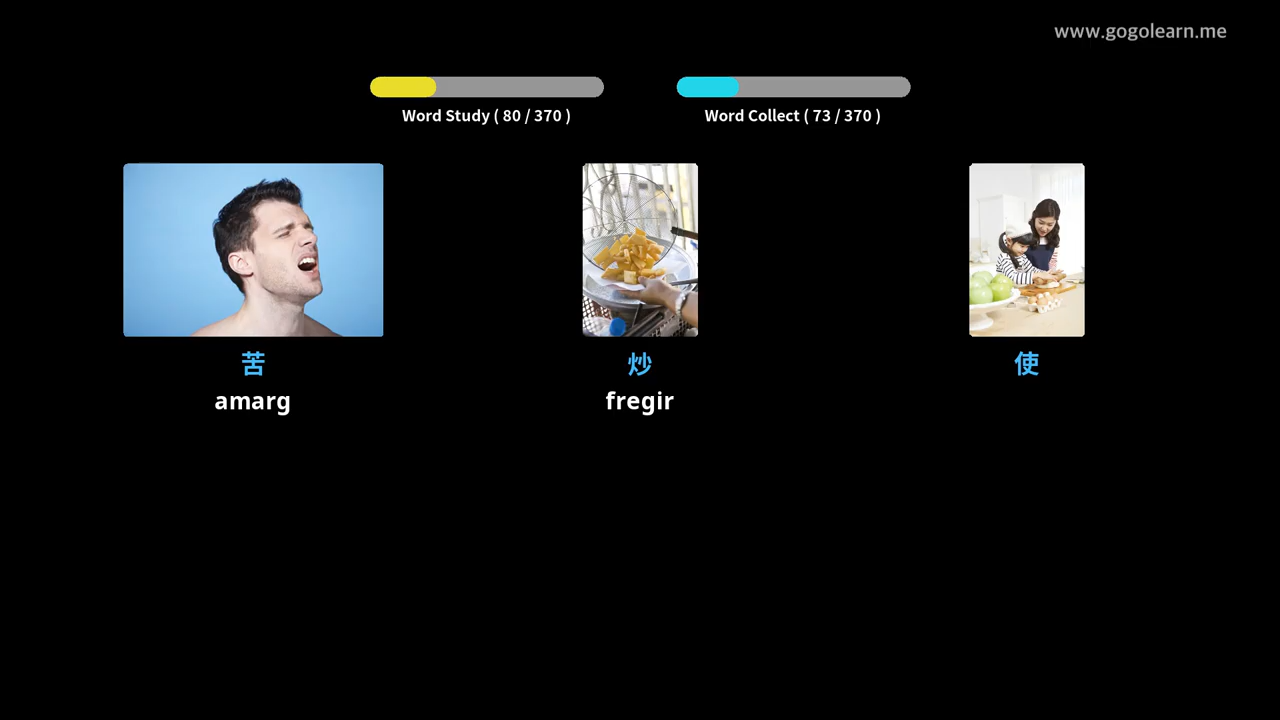 www.gogolearn.me
Word Study ( 80 / 370 )
Word Collect ( 73 / 370 )
苦
炒
使
amarg
fregir